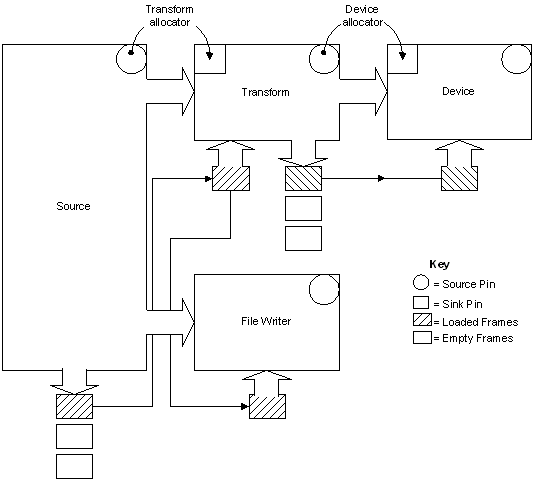 Transform
allocator
Device
allocator
Transform
Device
Source
File Writer
Key
= Source Pin
= Sink Pin
= Loaded Frames
= Empty Frames